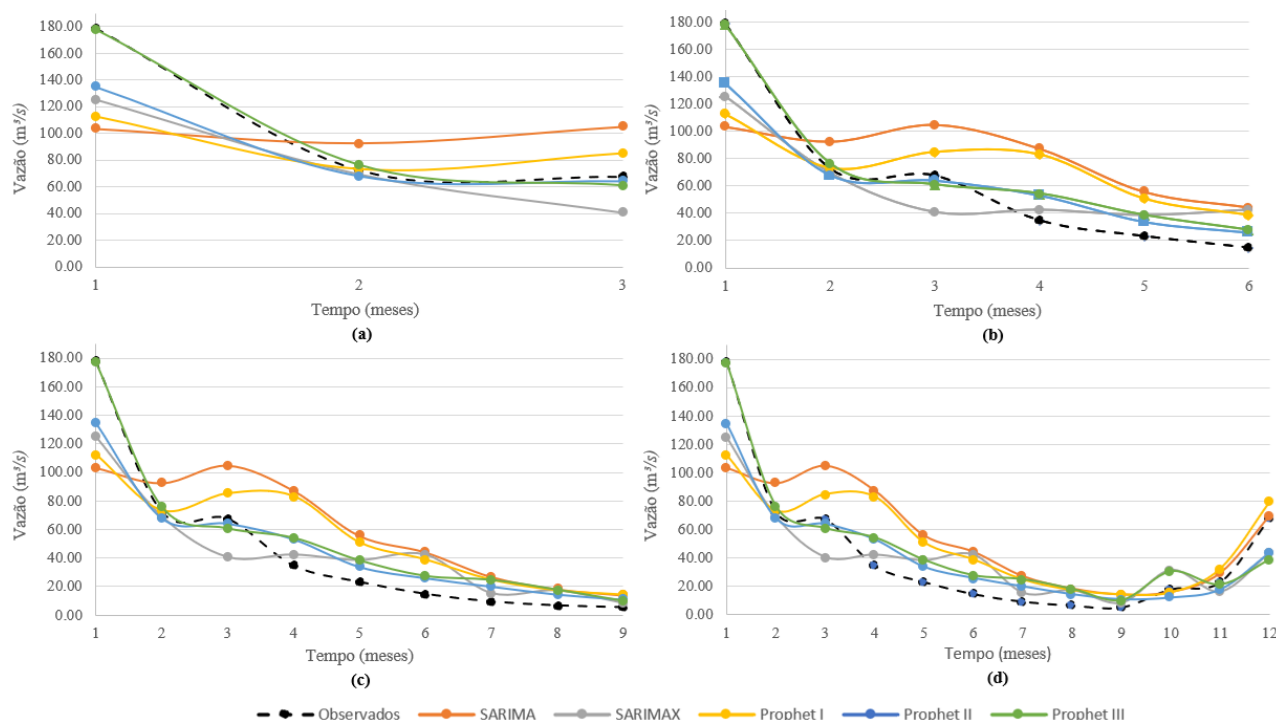 180.00
160.00
140.00
120.00
100.00
80.00
60.00
40.00
20.00
0.00
Vazão (m³/s)
1 2 3
Tempo (meses)
(a)
180.00
160.00
140.00
120.00
100.00
80.00
60.00
40.00
20.00
0.00
Vazão (m³/s)
1 2 3 4 5 6
Tempo (meses)
(b)
180.00
160.00
140.00
120.00
100.00
80.00
60.00
40.00
20.00
0.00
Vazão (m³/s)
1 2 3 4 5 6 7 8 9
Tempo (meses)
(c)
180.00
160.00
140.00
120.00
100.00
80.00
60.00
40.00
20.00
0.00
Vazão (m³/s)
1 2 3 4 5 6 7 8 9 10 11 12
Tempo (meses)
(d)
Observados SARIMA SARIMAX Prophet I Prophet II Prophet III